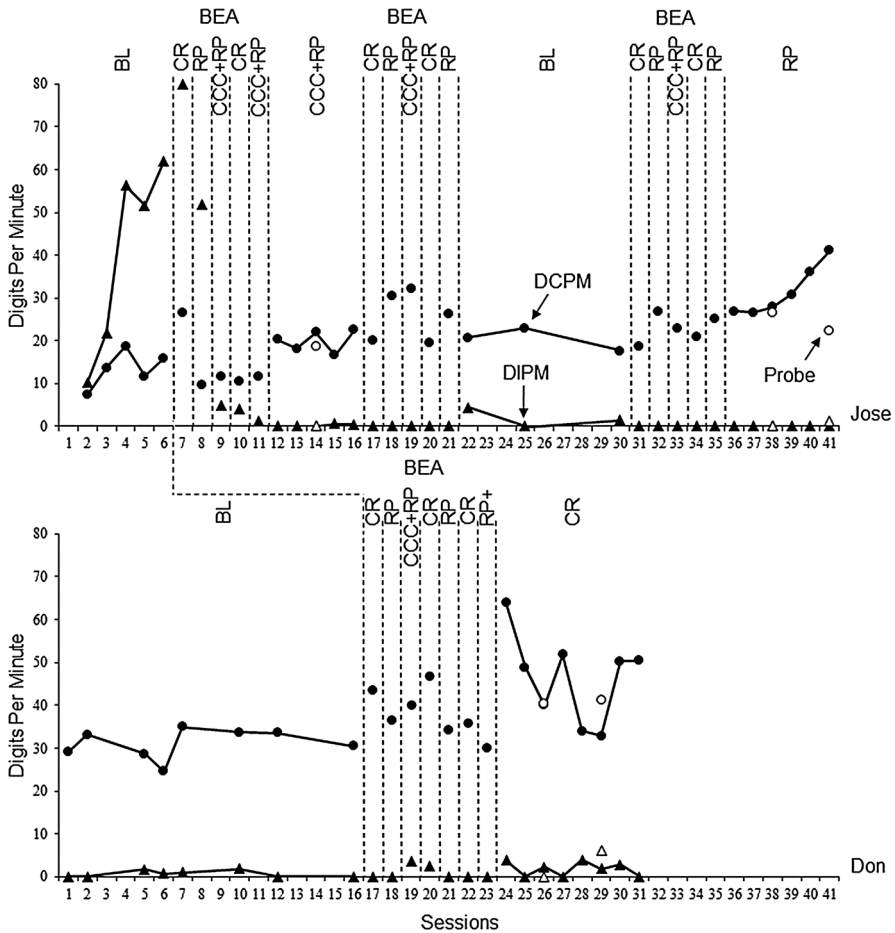 BEA BEA BEA
BL CR RP CCC+RP CR CCC+RP CCC+RP CR RP CCC+RP CR RP BL CR RP CCC+RP CR RP RP
80
70
60
50
40
30
20
10
0
Digits Per Minute
DCPM
DIPM
Probe
Jose
1 2 3 4 5 6 7 8 9 10 11 12 13 14 15 16 17 18 19 20 21 22 23 24 25 26 27 28 29 30 31 32 33 34 35 36 37 38 39 40 41
BEA
BL CR RP CCC+RP CR RP CR RP+ CR
80
70
60
50
40
30
20
10
0
Digits Per Minute
Don
1 2 3 4 5 6 7 8 9 10 11 12 13 14 15 16 17 18 19 20 21 22 23 24 25 26 27 28 29 30 31 32 33 34 35 36 37 38 39 40 41
Sessions